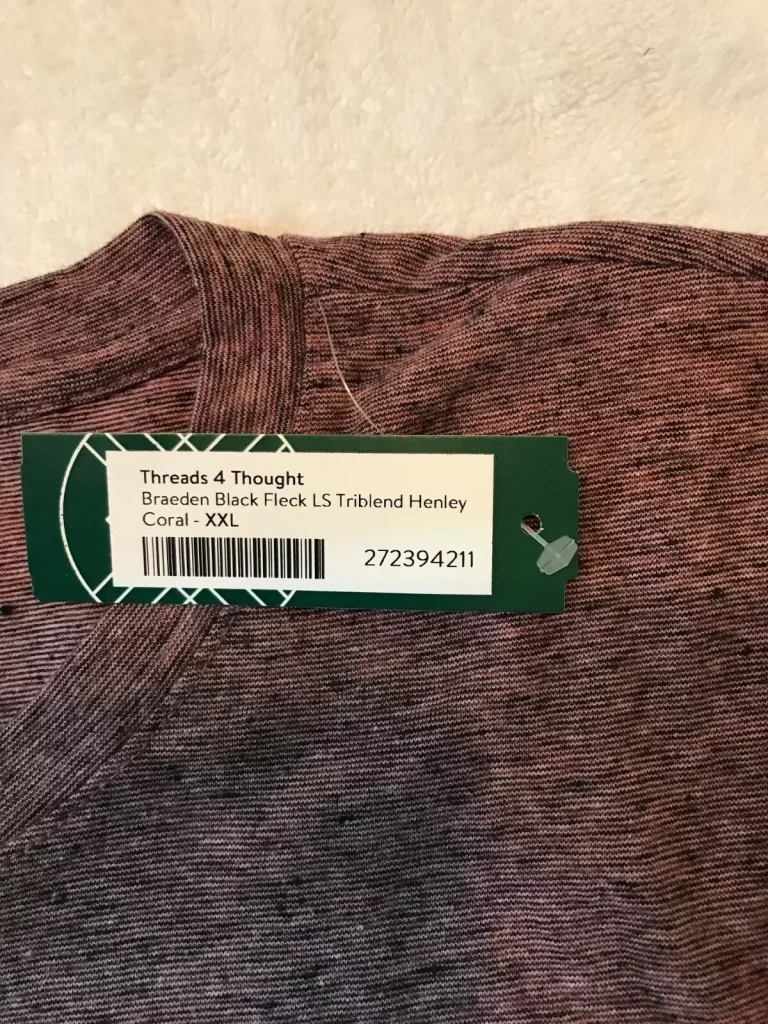 Threads 4 Thought
Braeden Black Fleck LS Triblend Henley
Coral - XXL
272394211